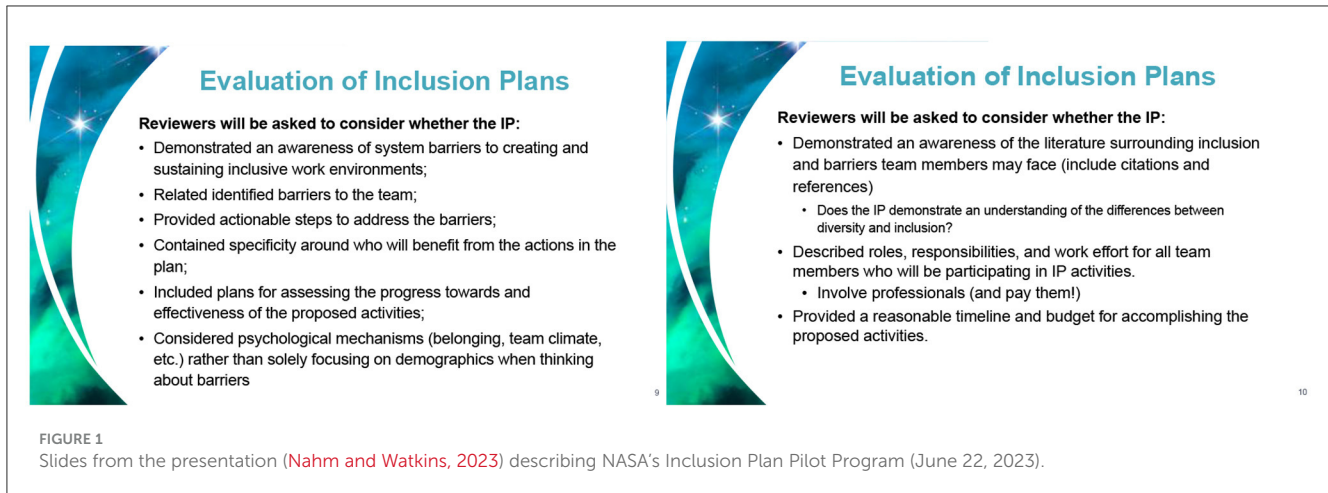 Evaluation of Inclusion Plans
Reviewers will be asked to consider whether the IP:
• Demonstrated an awareness of system barriers to creating and
sustaining inclusive work environments;
• Related identified barriers to the team;
• Provided actionable steps to address the barriers;
• Contained specificity around who will benefit from the actions in the
plan;
• Included plans for assessing the progress towards and
effectiveness of the proposed activities;
• Considered psychological mechanisms (belonging, team climate,
etc.) rather than solely focusing on demographics when thinking
about barriers
9
Evaluation of Inclusion Plans
Reviewers will be asked to consider whether the IP:
• Demonstrated an awareness of the literature surrounding inclusion
and barriers team members may face (include citations and
references)
• Does the IP demonstrate an understanding of the differences between
diversity and inclusion?
• Described roles, responsibilities, and work effort for all team
members who will be participating in IP activities.
• Involve professionals (and pay them!)
• Provided a reasonable timeline and budget for accomplishing the
proposed activities.
10
FIGURE 1
Slides from the presentation (Nahm and Watkins, 2023) describing NASA's Inclusion Plan Pilot Program (June 22, 2023).